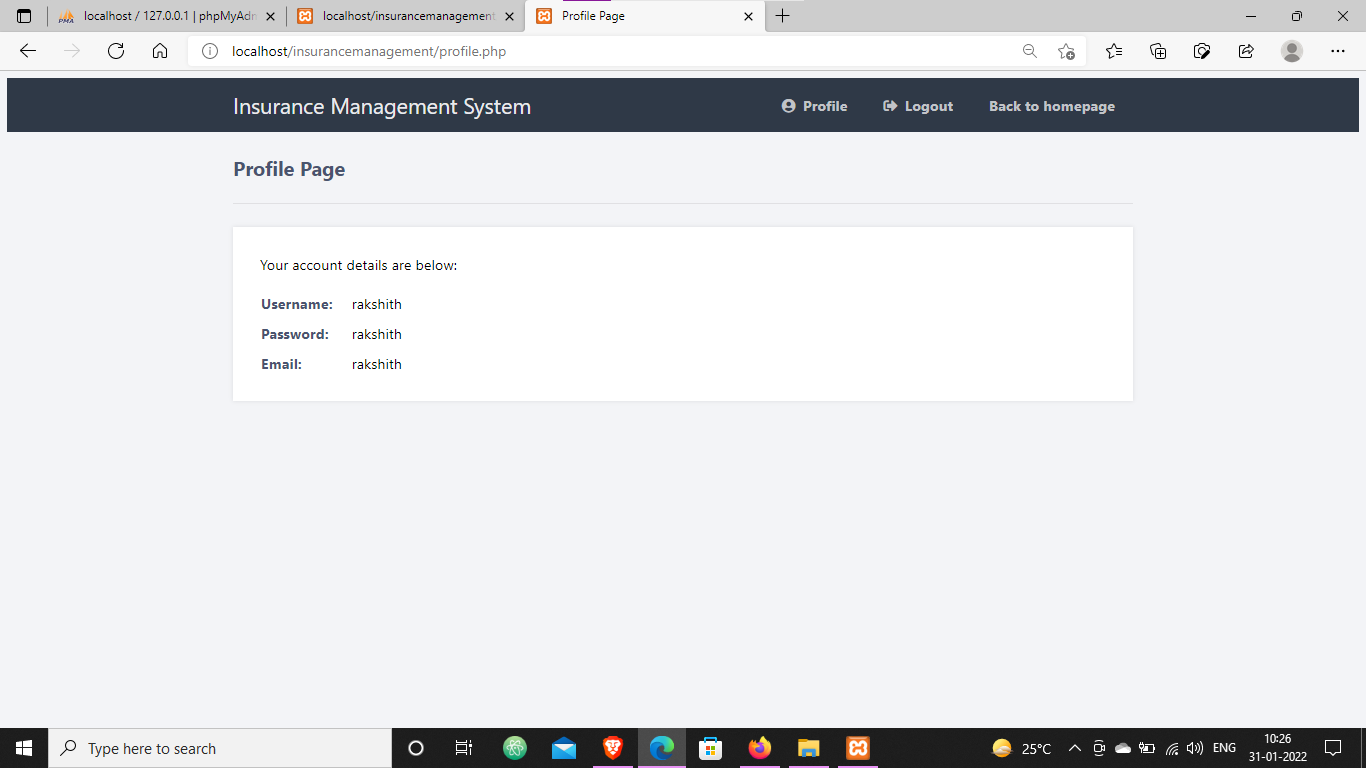 PMA localhost / 127.0.0.1 | phpMyAdn
localhost/insurancemanagement
Profile Page
localhost/insurancemanagement/profile.php
Insurance Management System
Profile
Logout
Back to homepage
Profile Page
Your account details are below:
Username: rakshith
Password: rakshith
Email: rakshith
Type here to search
25°C
ENG
10:26
31-01-2022